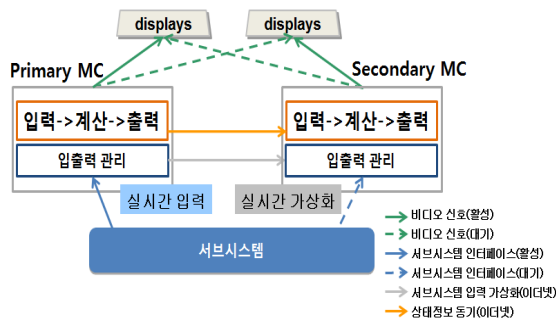 displays
displays
Primary MC
Secondary MC
입력->계산->출력
입력->계산->출력
입출력 관리
입출력 관리
실시간 입력
실시간 가상화
서브시스템
비디오 신호(활성)
비디오 신호(대기)
서브시스템 인터페이스(활성)
서브시스템 인터페이스(대기)
서브시스템 입력 가상화(이더넷)
상태정보 동기(이더넷)